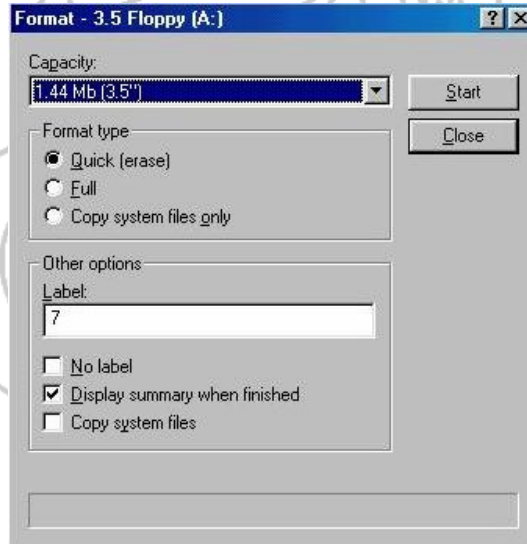 Format - 3.5 Floppy (A:)
Capacity:
1.44 Mb (3.5")
Start
Close
Format type
Quick (erase)
Full
Copy system files only
Other options
Label:
7
No label
Display summary when finished
Copy system files